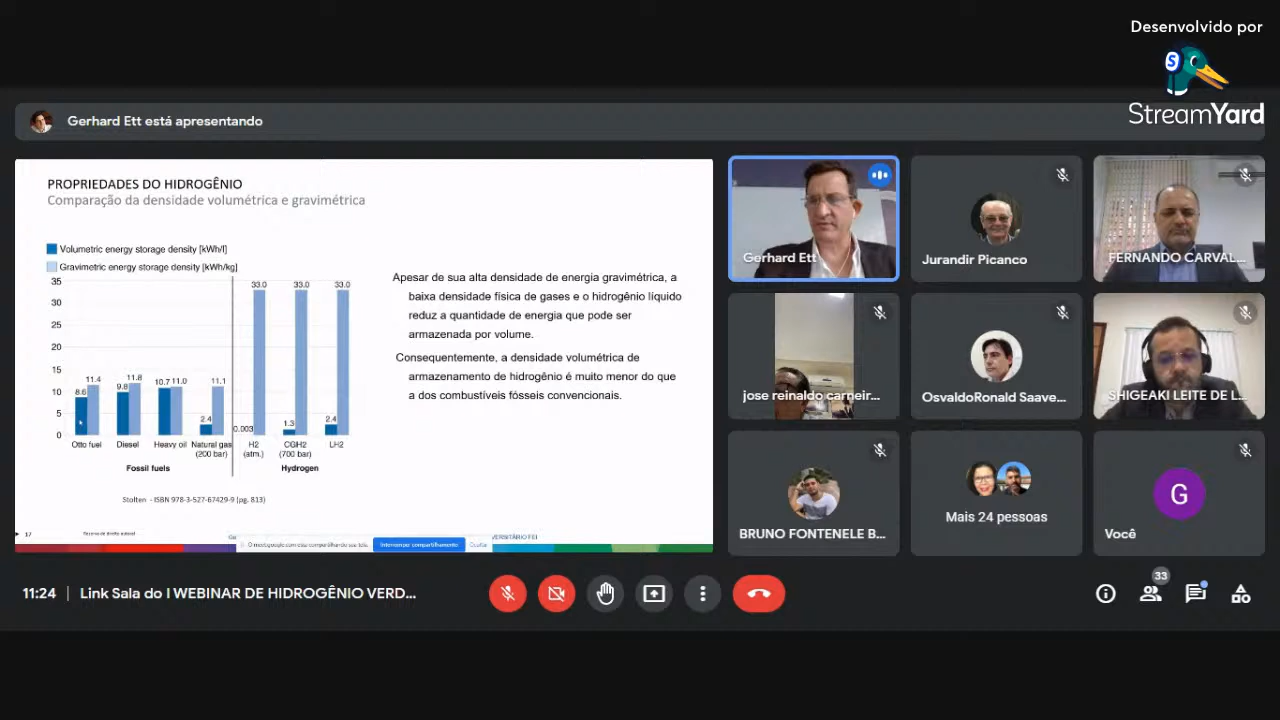 Desenvolvido por
StreamYard
Gerhard Ett está apresentando
PROPRIEDADES DO HIDROGÊNIO
Comparação da densidade volumétrica e gravimétrica
Volumetric energy storage density [kWh/l]
Gravimetric energy storage density [kWh/kg]
35
30
25
20
15
10
5
0
8.6
11.4
9.8
11.8
10.7
11.0
2.4
11.1
0.003
33.0
1.3
33.0
2.4
33.0
Otto fuel
Diesel
Heavy oil
Natural gas
(200 bar)
H2
(atm.)
CGH2
(700 bar)
LH2
Fossil fuels
Hydrogen
Stolten - ISBN 978-3-527-67429-9 (pg. 813)
Apesar de sua alta densidade de energia gravimétrica, a
baixa densidade física de gases e o hidrogênio líquido
reduz a quantidade de energia que pode ser
armazenada por volume.
Consequentemente, a densidade volumétrica de
armazenamento de hidrogênio é muito menor do que
a dos combustíveis fósseis convencionais.
17
O meet.google.com está compartilhando sua tela.
Interromper compartilhamento
Ocultar
Gerhard Ett
Jurandir Picanco
FERNANDO CARVAL...
jose reinaldo carneir...
OsvaldoRonald Saave...
SHIGEAKI LEITE DE L...
BRUNO FONTENELE B...
Mais 24 pessoas
G
Você
11:24 | Link Sala do I WEBINAR DE HIDROGÊNIO VERD...
33